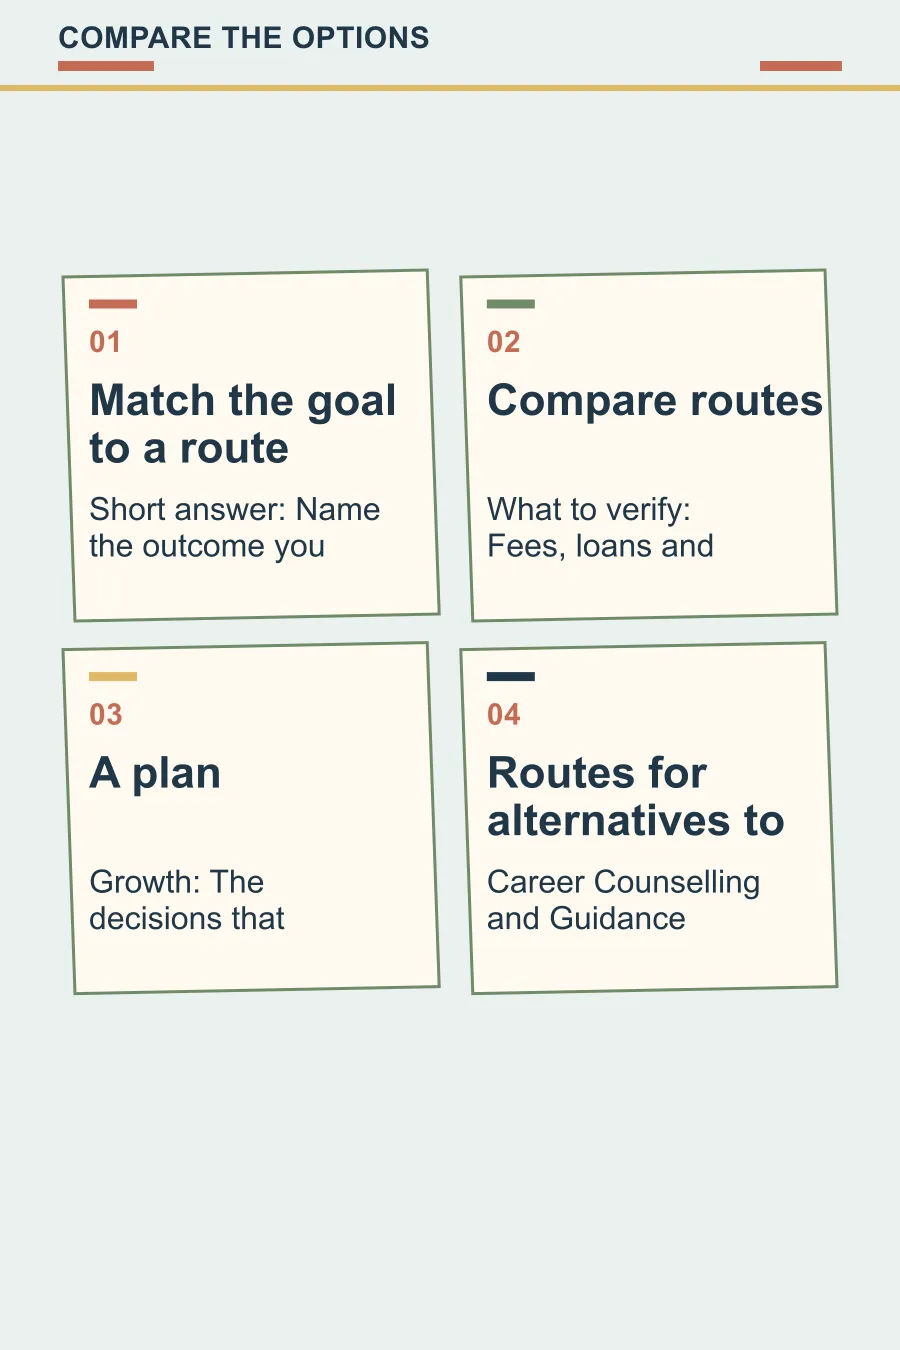 COMPARE THE OPTIONS
01
Match the goal
to a route
Short answer: Name
the outcome you
02
Compare routes
What to verify:
Fees, loans and
03
A plan
Growth: The
decisions that
04
Routes for
alternatives to
Career Counselling
and Guidance